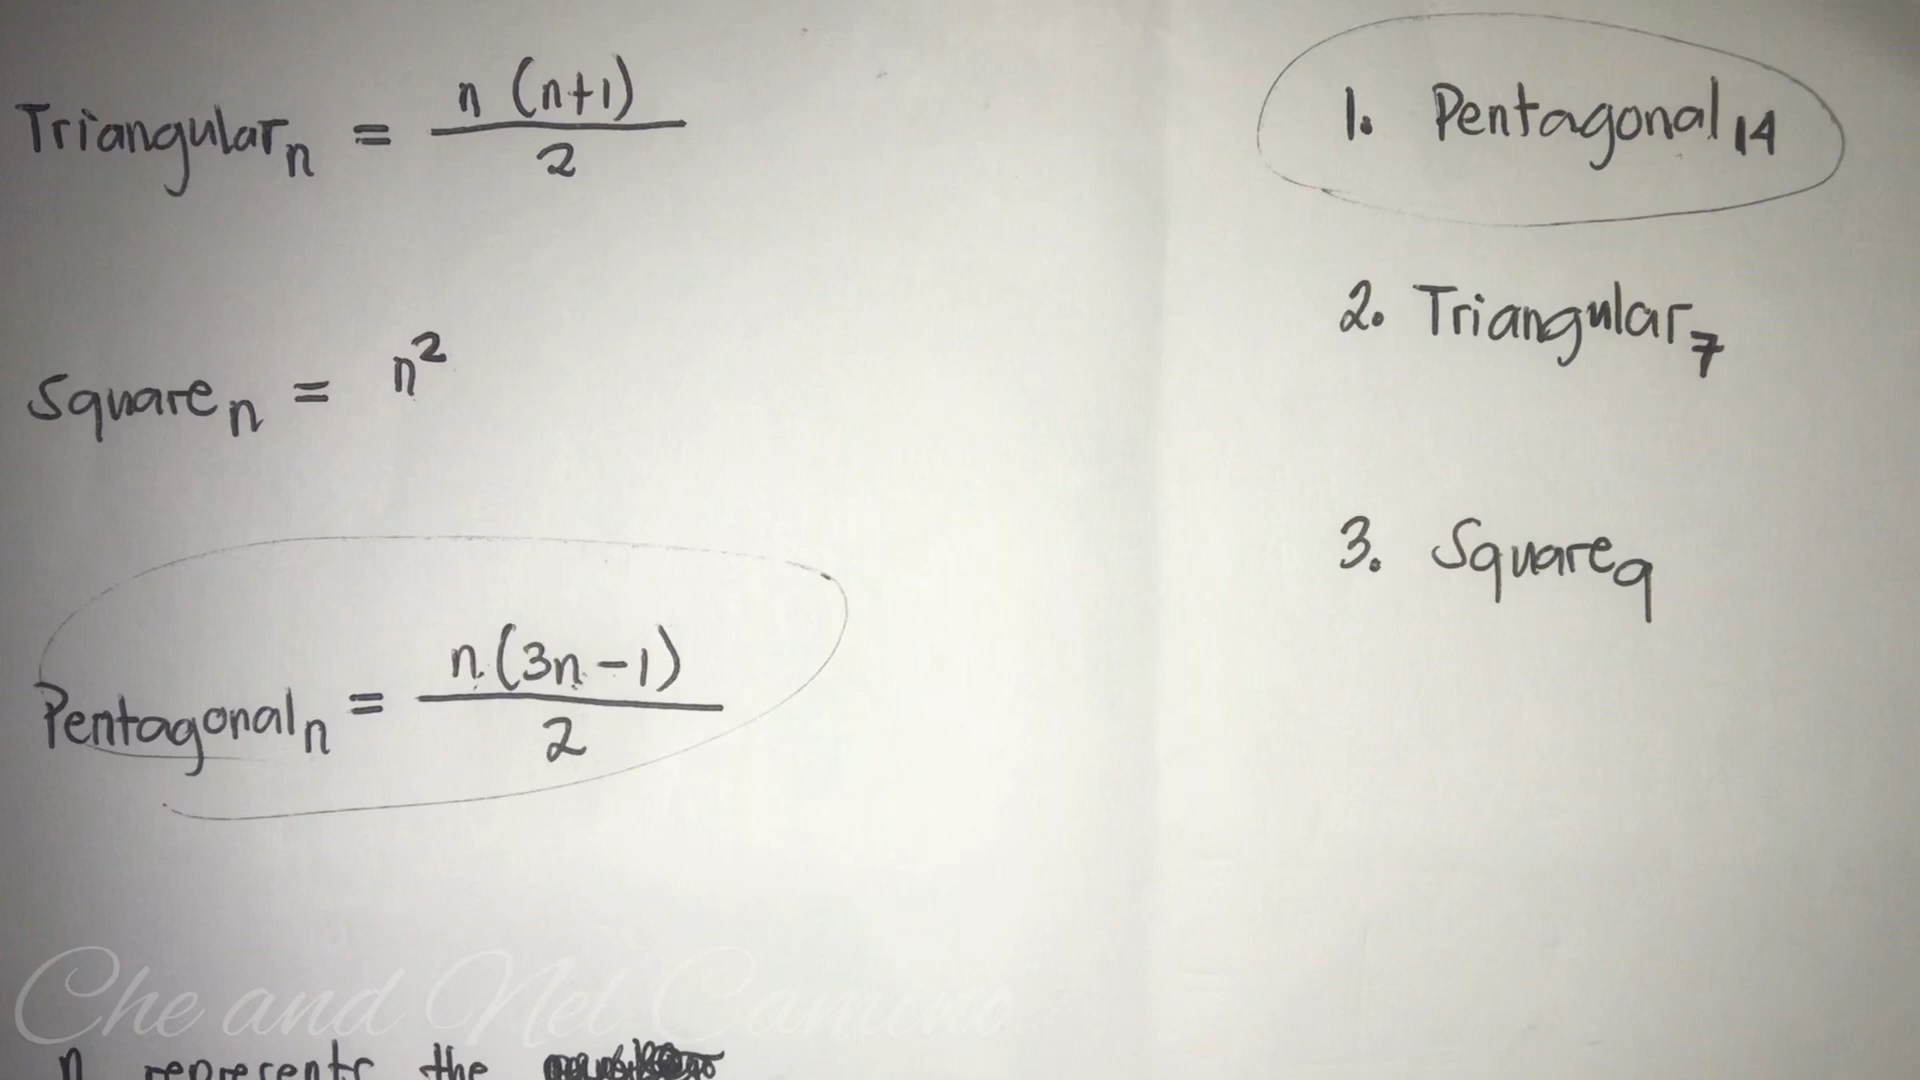 Triangular n = n (n+1) / 2
Square n = n²
Pentagonal n = n (3n - 1) / 2
n represents the
1. Pentagonal 14
2. Triangular 7
3. Square 9
Che and Nel Camino